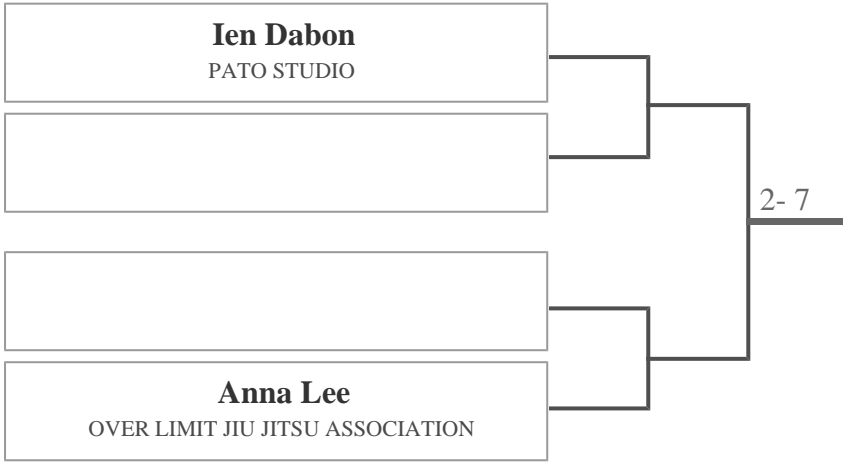 Ien Dabon
PATO STUDIO
2- 7
Anna Lee
OVER LIMIT JIU JITSU ASSOCIATION